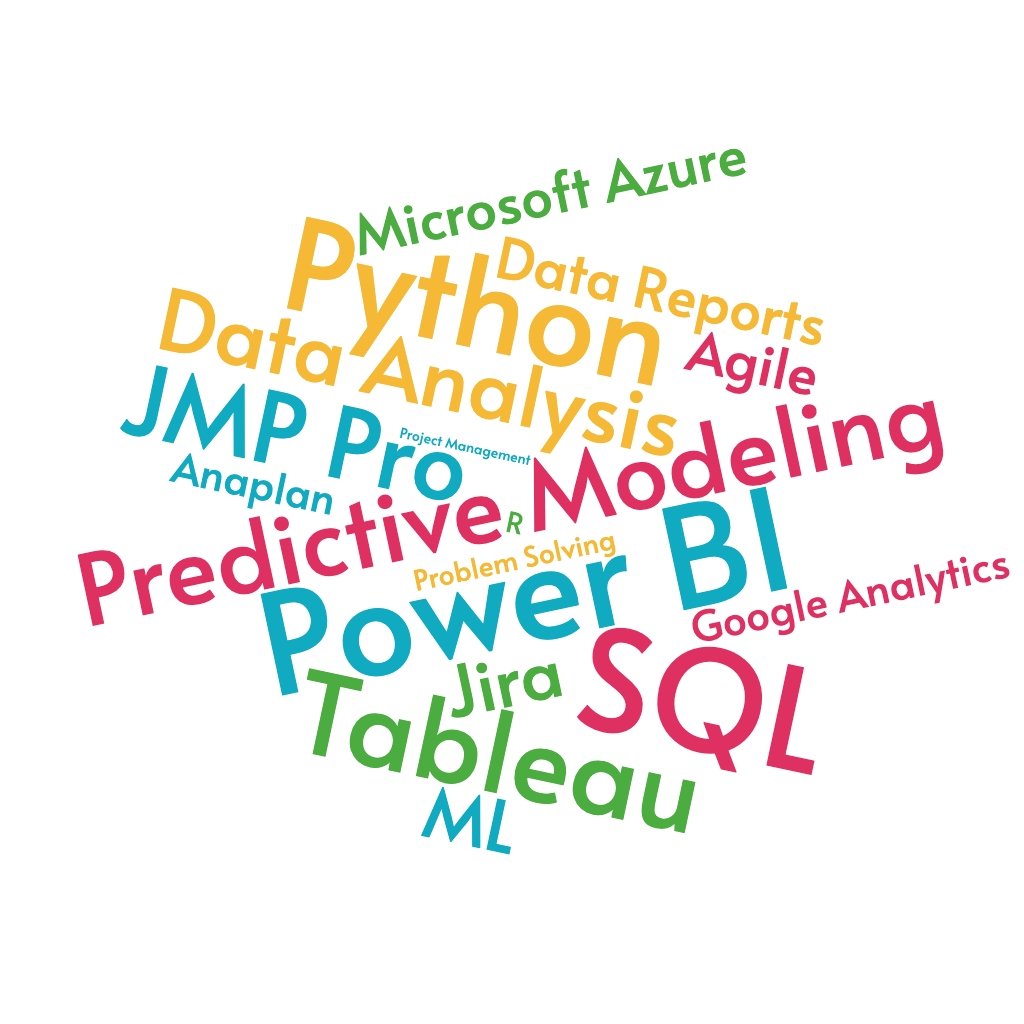 Microsoft Azure
Python
Data Reports
Data Analysis
Agile
JMP Pro
Project Management
Anaplan
Predictive Modeling
R
Problem Solving
Power BI
Google Analytics
SQL
Jira
Tableau
ML